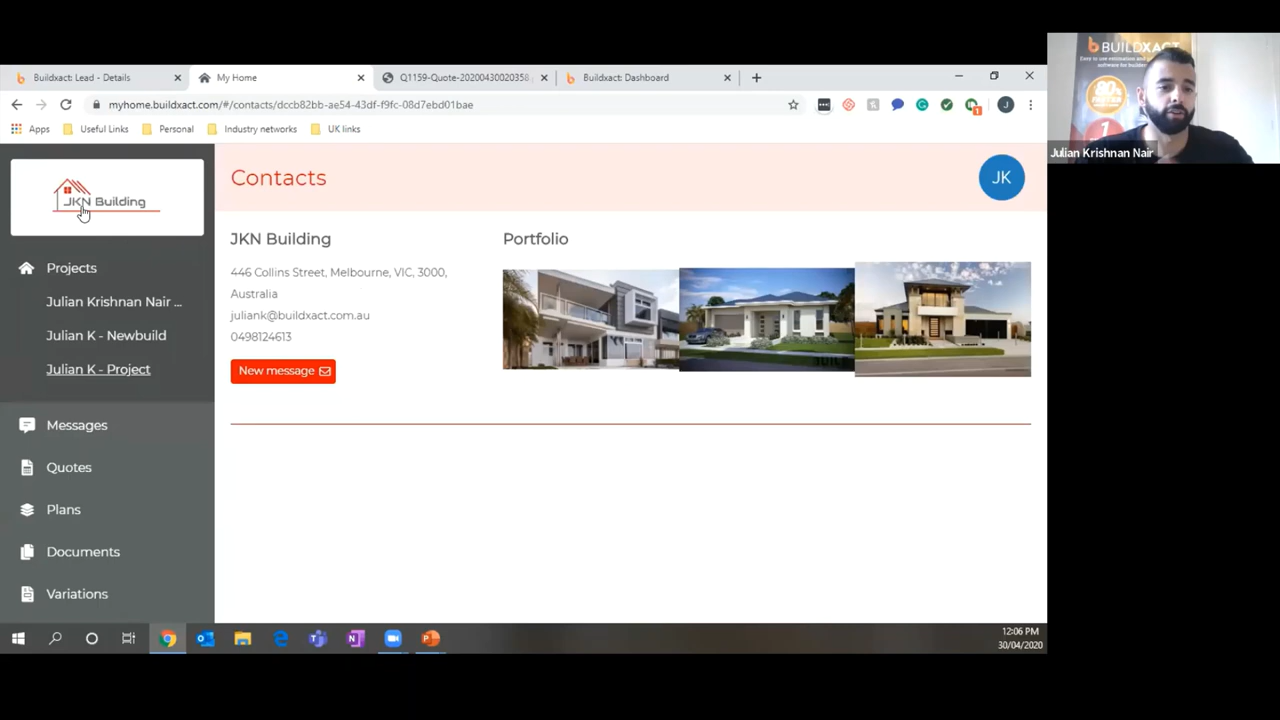 Buildxact: Lead - Details
My Home
Q1159-Quote-20200430020358
Buildxact: Dashboard
myhome.buildxact.com/#/contacts/dccb82bb-ae54-43df-f9fc-08d7ebd01bae
J
Apps
Useful Links
Personal
Industry networks
UK links
JKN Building
Projects
Julian Krishnan Nair ...
Julian K - Newbuild
Julian K - Project
Messages
Quotes
Plans
Documents
Variations
Contacts
JK
JKN Building
446 Collins Street, Melbourne, VIC, 3000,
Australia
juliank@buildxact.com.au
0498124613
New message
Portfolio
12:06 PM
30/04/2020
BUILDXACT
80%
1
Julian Krishnan Nair